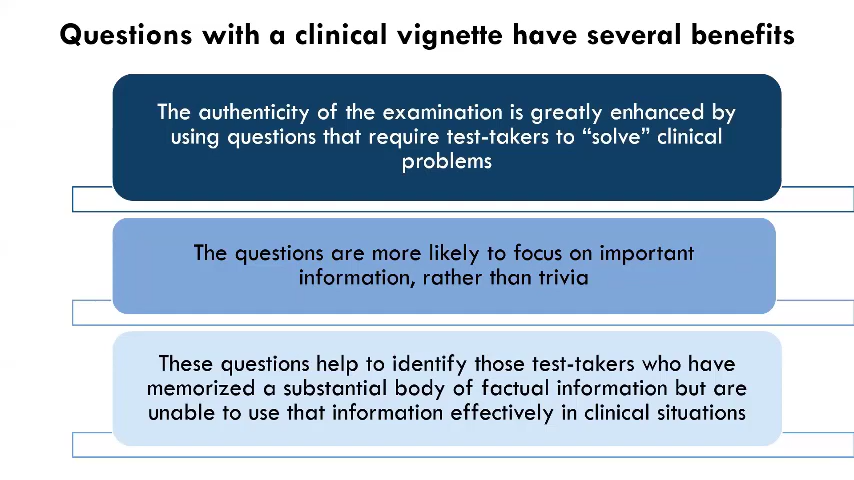 Questions with a clinical vignette have several benefits
The authenticity of the examination is greatly enhanced by
using questions that require test-takers to “solve” clinical
problems
The questions are more likely to focus on important
information, rather than trivia
These questions help to identify those test-takers who have
memorized a substantial body of factual information but are
unable to use that information effectively in clinical situations